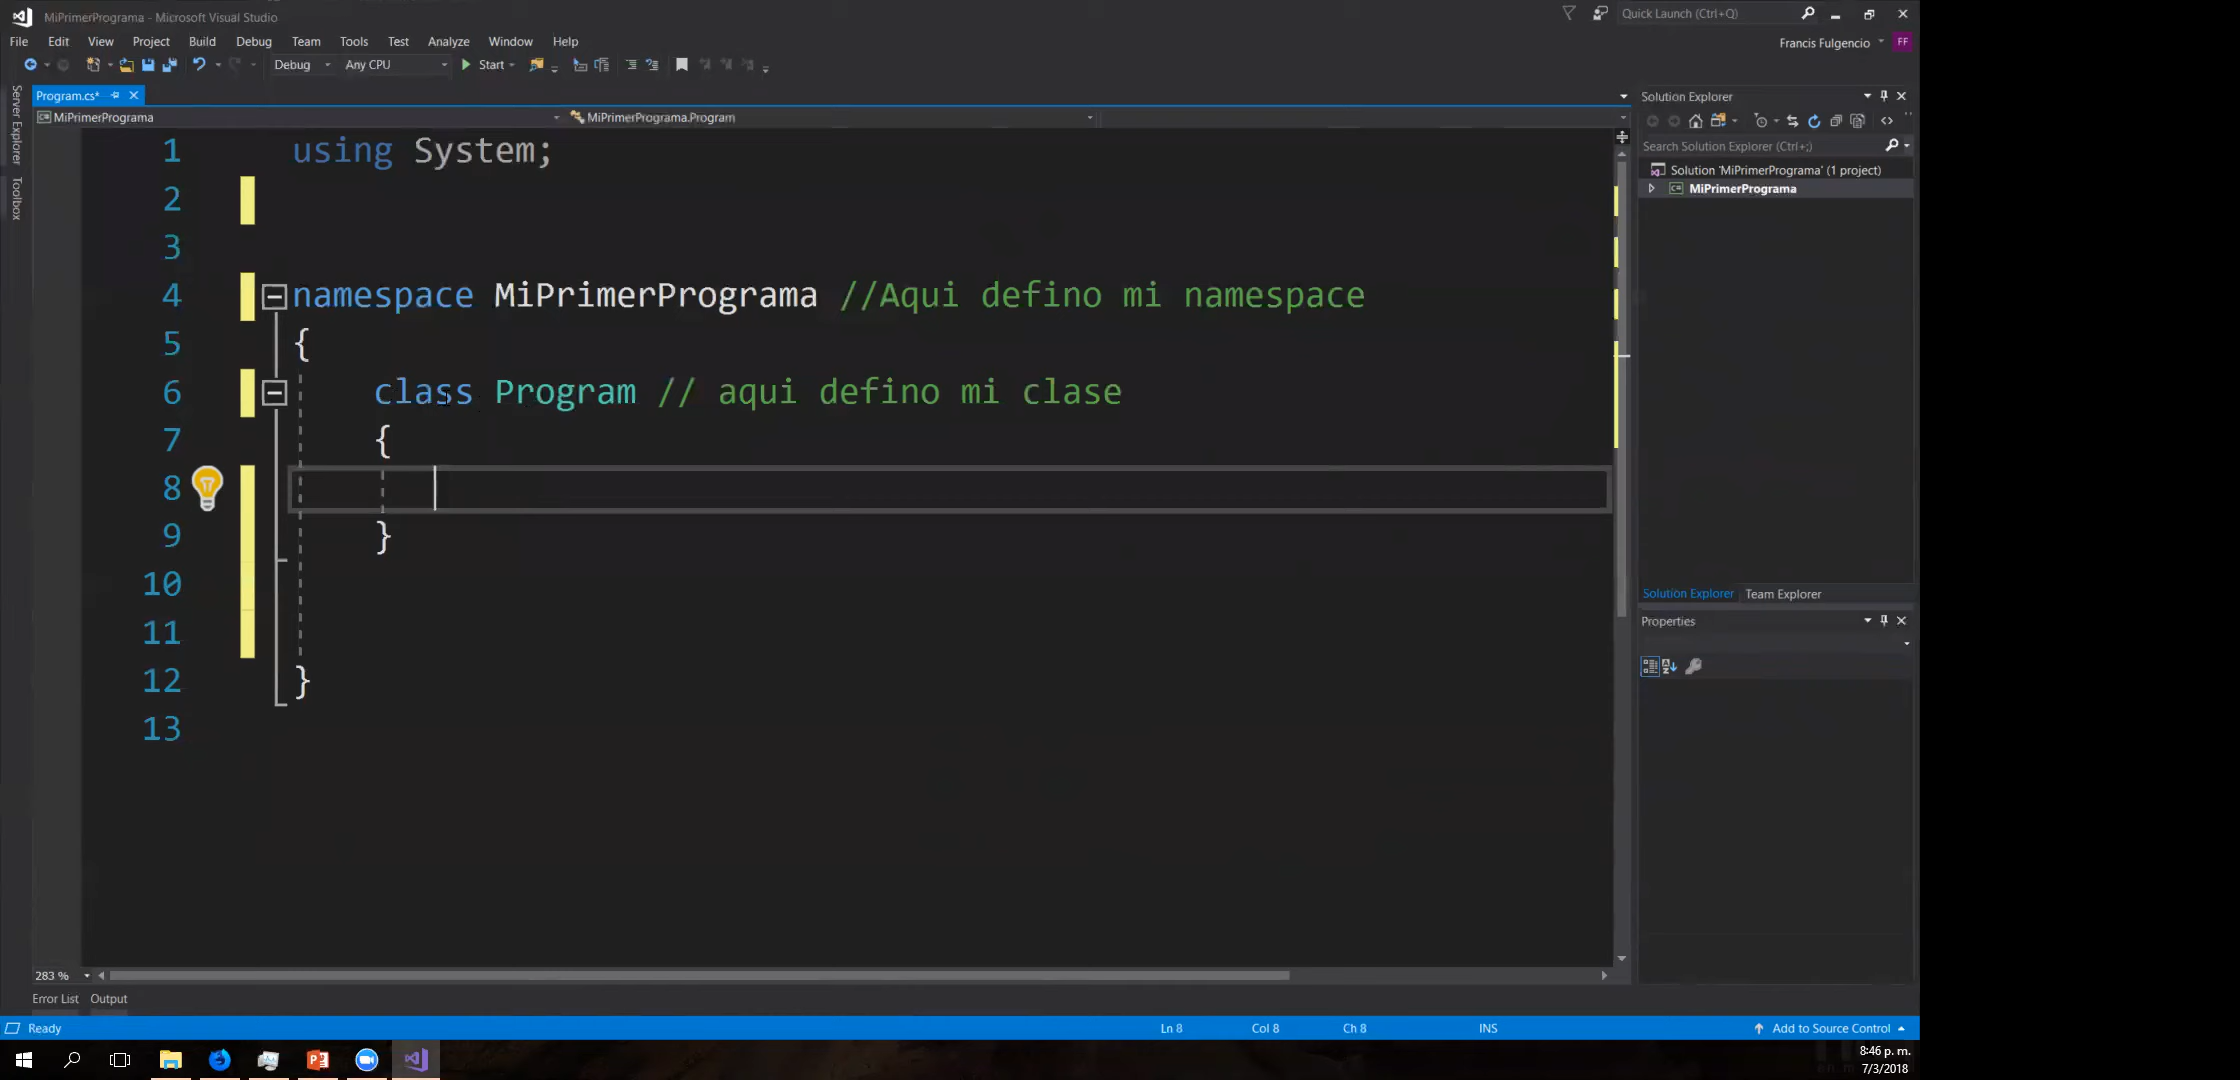 MiPrimerPrograma - Microsoft Visual Studio
Quick Launch (Ctrl+Q)
File Edit View Project Build Debug Team Tools Test Analyze Window Help
Francis Fulgencio FF
Debug Any CPU Start
Server Explorer
Toolbox
Program.cs*
MiPrimerPrograma MiPrimerPrograma.Program
1 using System;
2
3
4 namespace MiPrimerPrograma //Aqui defino mi namespace
5 {
6 class Program // aqui defino mi clase
7 {
8
9 }
10
11
12 }
13
283 %
Error List Output
Solution Explorer
Search Solution Explorer (Ctrl+;)
Solution 'MiPrimerPrograma' (1 project)
MiPrimerPrograma
Solution Explorer Team Explorer
Properties
Ready Ln 8 Col 8 Ch 8 INS Add to Source Control
8:46 p. m.
7/3/2018